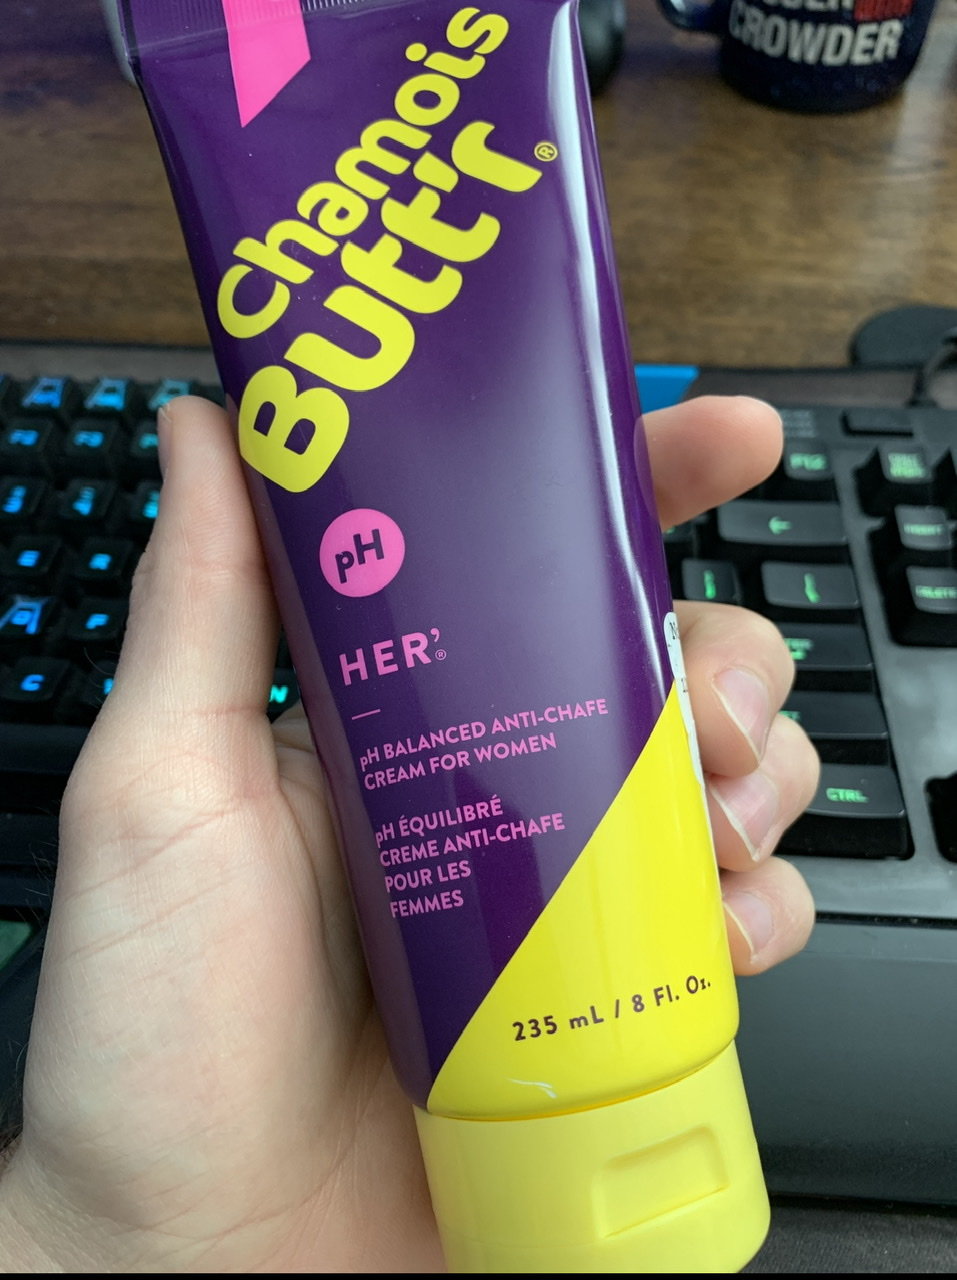 CROWDER
Chamois
Butt'r®
pH
HER'®
pH BALANCED ANTI-CHAFE
CREAM FOR WOMEN
pH ÉQUILIBRÉ
CREME ANTI-CHAFE
POUR LES
FEMMES
235 mL / 8 Fl. Oz.
F12
E
R
F
C
N
CTRL